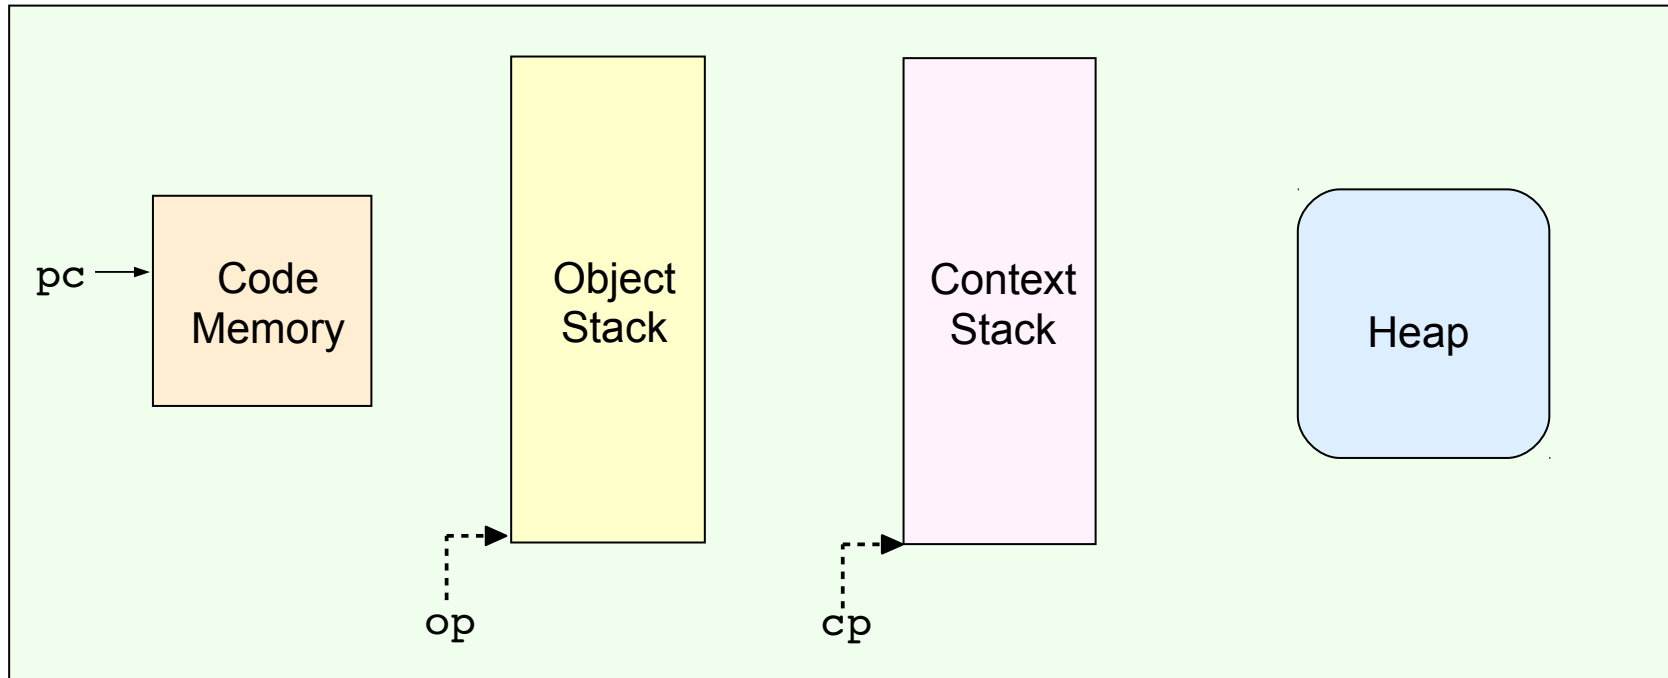 pc
Code
Memory
Object
Stack
Context
Stack
Heap
op
cp